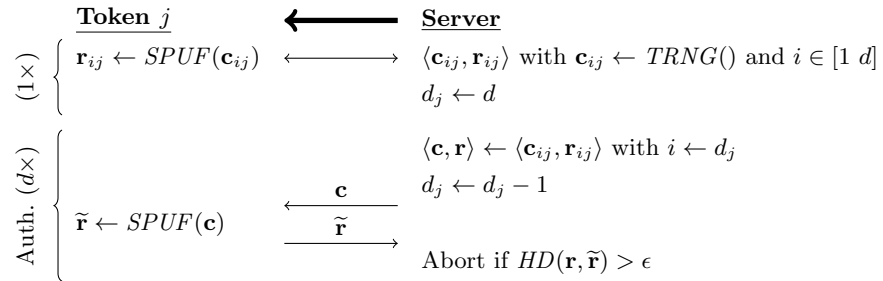 Token j Server
(1×) r_ij ← SPUF(c_ij) ⟨c_ij, r_ij⟩ with c_ij ← TRNG() and i ∈ [1 d]
d_j ← d
Auth. (d×) ⟨c, r⟩ ← ⟨c_ij, r_ij⟩ with i ← d_j
d_j ← d_j − 1
c
r̃ ← SPUF(c)
r̃
Abort if HD(r, r̃) > ϵ